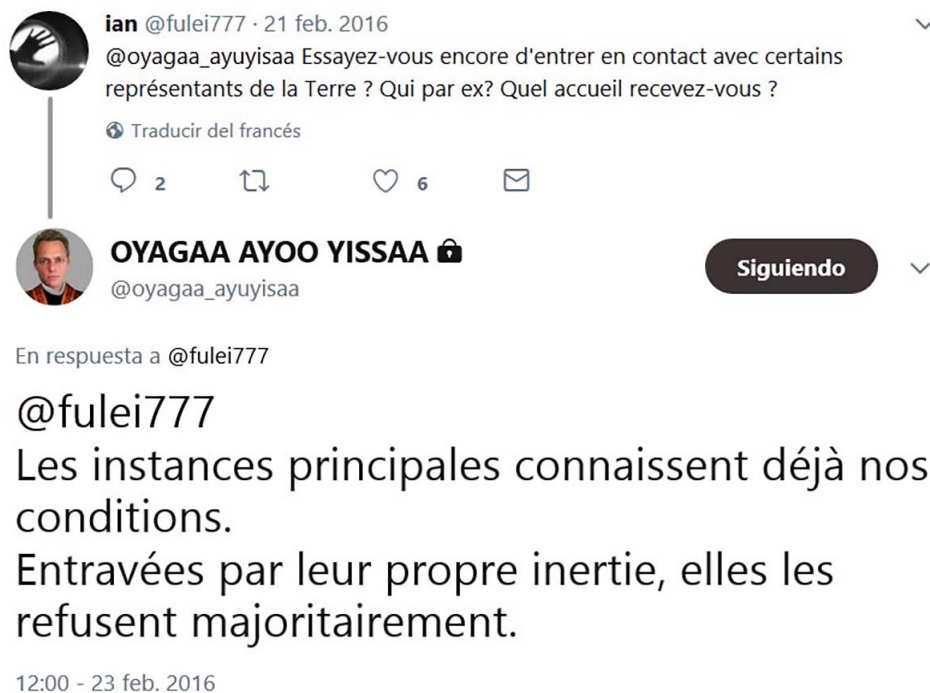 ian @fulei777 · 21 feb. 2016
@oyagaa_ayuyisaa Essayez-vous encore d'entrer en contact avec certains
représentants de la Terre ? Qui par ex? Quel accueil recevez-vous ?
Traducir del francés
2 6
OYAGAA AYOO YISSAA
@oyagaa_ayuyisaa
Siguiendo
En respuesta a @fulei777
@fulei777
Les instances principales connaissent déjà nos
conditions.
Entravées par leur propre inertie, elles les
refusent majoritairement.
12:00 - 23 feb. 2016